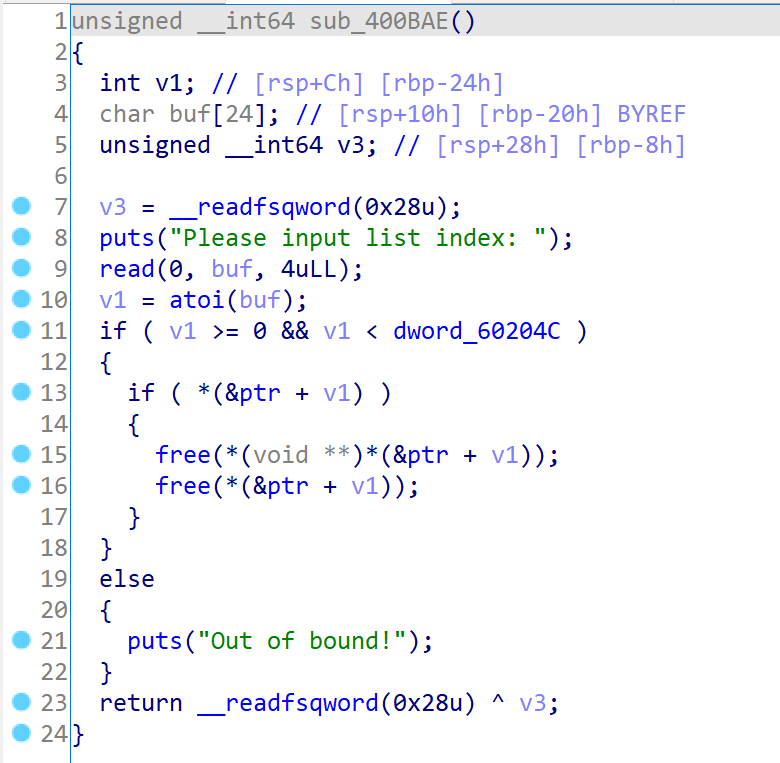 1 unsigned __int64 sub_400BAE()
2 {
3   int v1; // [rsp+Ch] [rbp-24h]
4   char buf[24]; // [rsp+10h] [rbp-20h] BYREF
5   unsigned __int64 v3; // [rsp+28h] [rbp-8h]
6
7   v3 = __readfsqword(0x28u);
8   puts("Please input list index: ");
9   read(0, buf, 4uLL);
10   v1 = atoi(buf);
11   if ( v1 >= 0 && v1 < dword_60204C )
12   {
13     if ( *(&ptr + v1) )
14     {
15       free(*(void **)*(&ptr + v1));
16       free(*(&ptr + v1));
17     }
18   }
19   else
20   {
21     puts("Out of bound!");
22   }
23   return __readfsqword(0x28u) ^ v3;
24 }